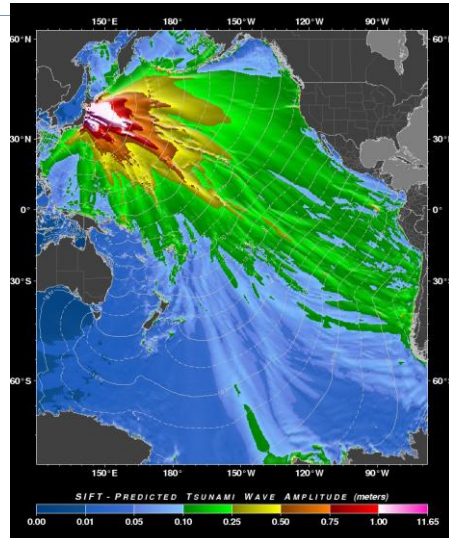 150°E 180°W 150°W 120°W 90°W
60°N 60°N
30°N 30°N
0° 0°
30°S 30°S
60°S 60°S
150°E 180°W 150°W 120°W 90°W
SIFT - PREDICTED TSUNAMI WAVE AMPLITUDE (meters)
0.00 0.01 0.05 0.10 0.25 0.50 0.75 1.00 11.65